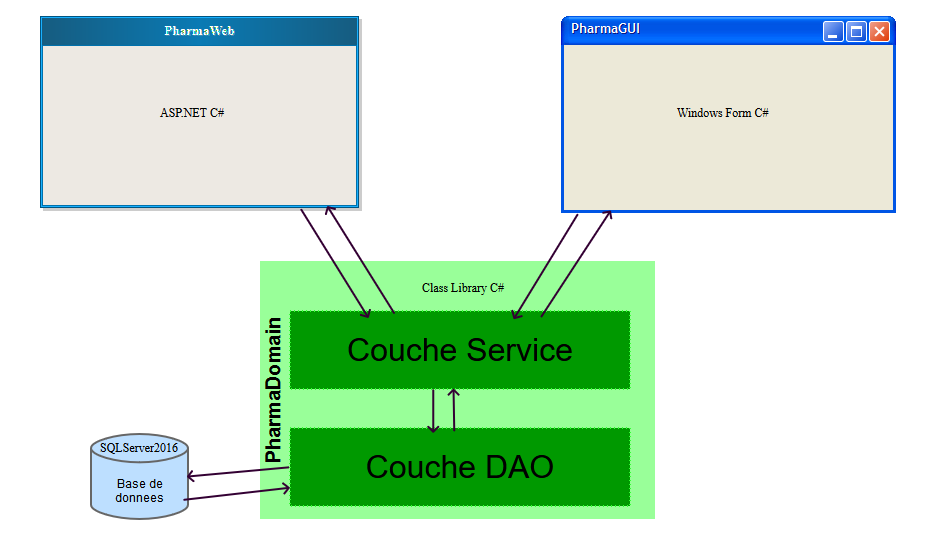 PharmaWeb
PharmaGUI
ASP.NET C#
Windows Form C#
Class Library C#
Couche Service
PharmaDomain
Couche DAO
SQLServer2016
Base de
donnees